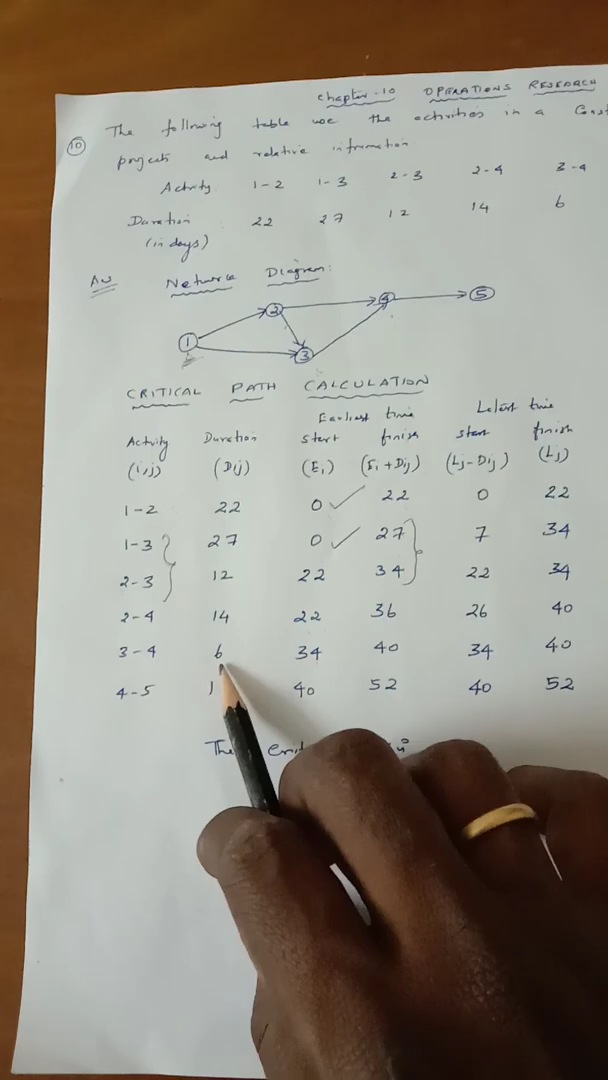 Chapter-10 OPERATIONS RESEARCH
10 The following table use the activities in a Const
projects and relative information
Activity 1-2 1-3 2-3 2-4 3-4
Duration 22 27 12 14 6
(in days)
Network Diagram:
1 2 3 4 5
CRITICAL PATH CALCULATION
Earliest time Latest time
Activity Duration start finish start finish
(i,j) (Dij) (Ei) (Ei + Dij) (Lj - Dij) (Lj)
1-2 22 0 22 0 22
1-3 27 0 27 7 34
2-3 12 22 34 22 34
2-4 14 22 36 26 40
3-4 6 34 40 34 40
4-5 1 40 52 40 52
The